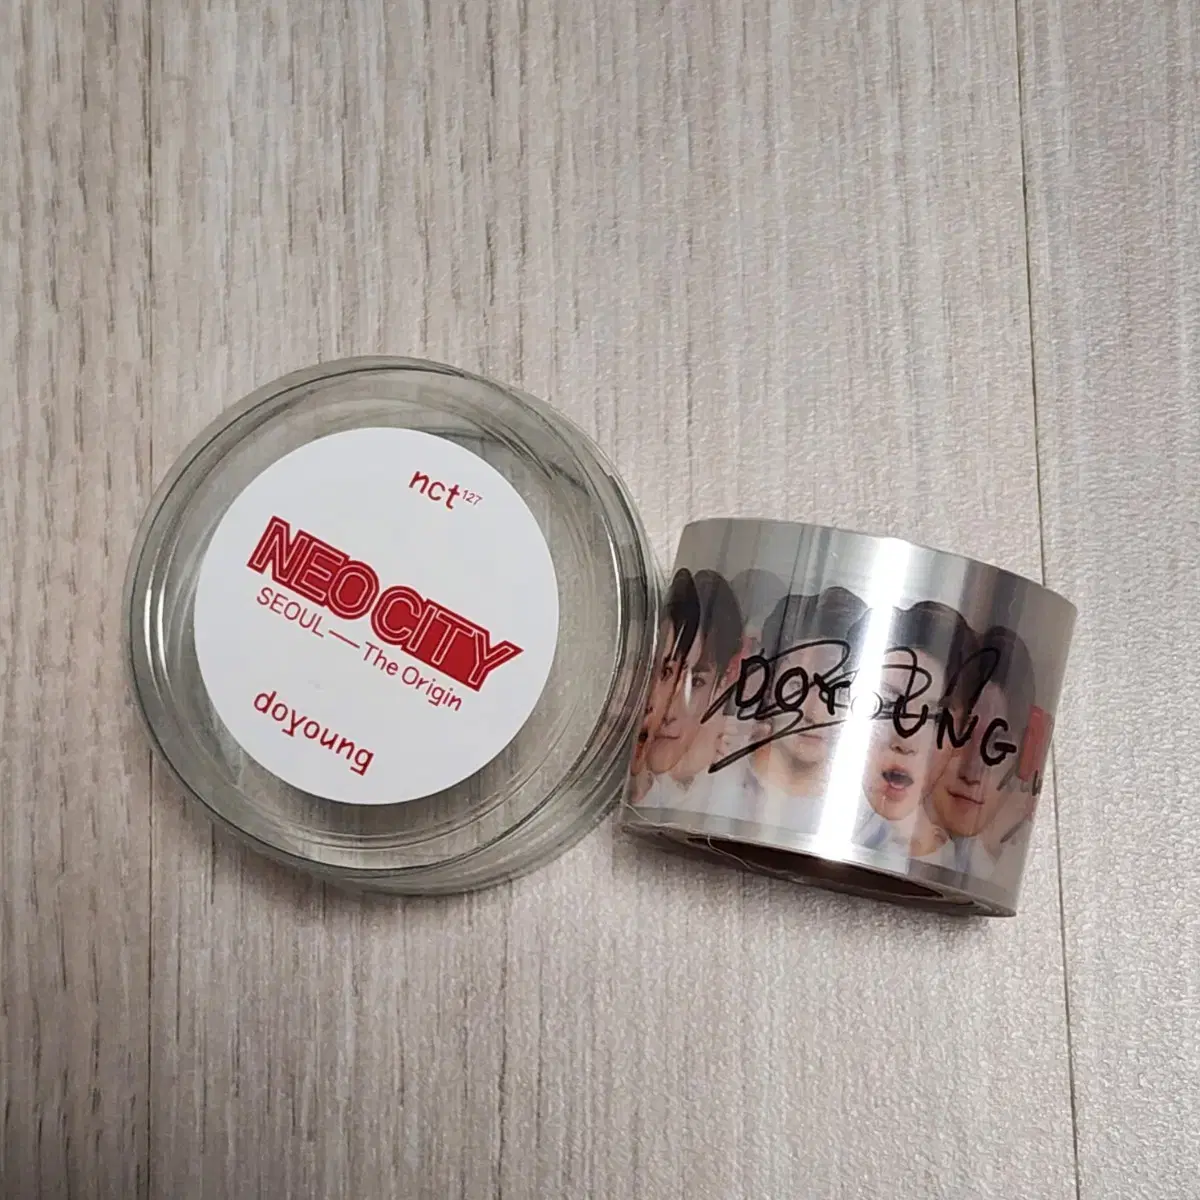 nct 127
NEO CITY
SEOUL — The Origin
doyoung
DOYOUNG